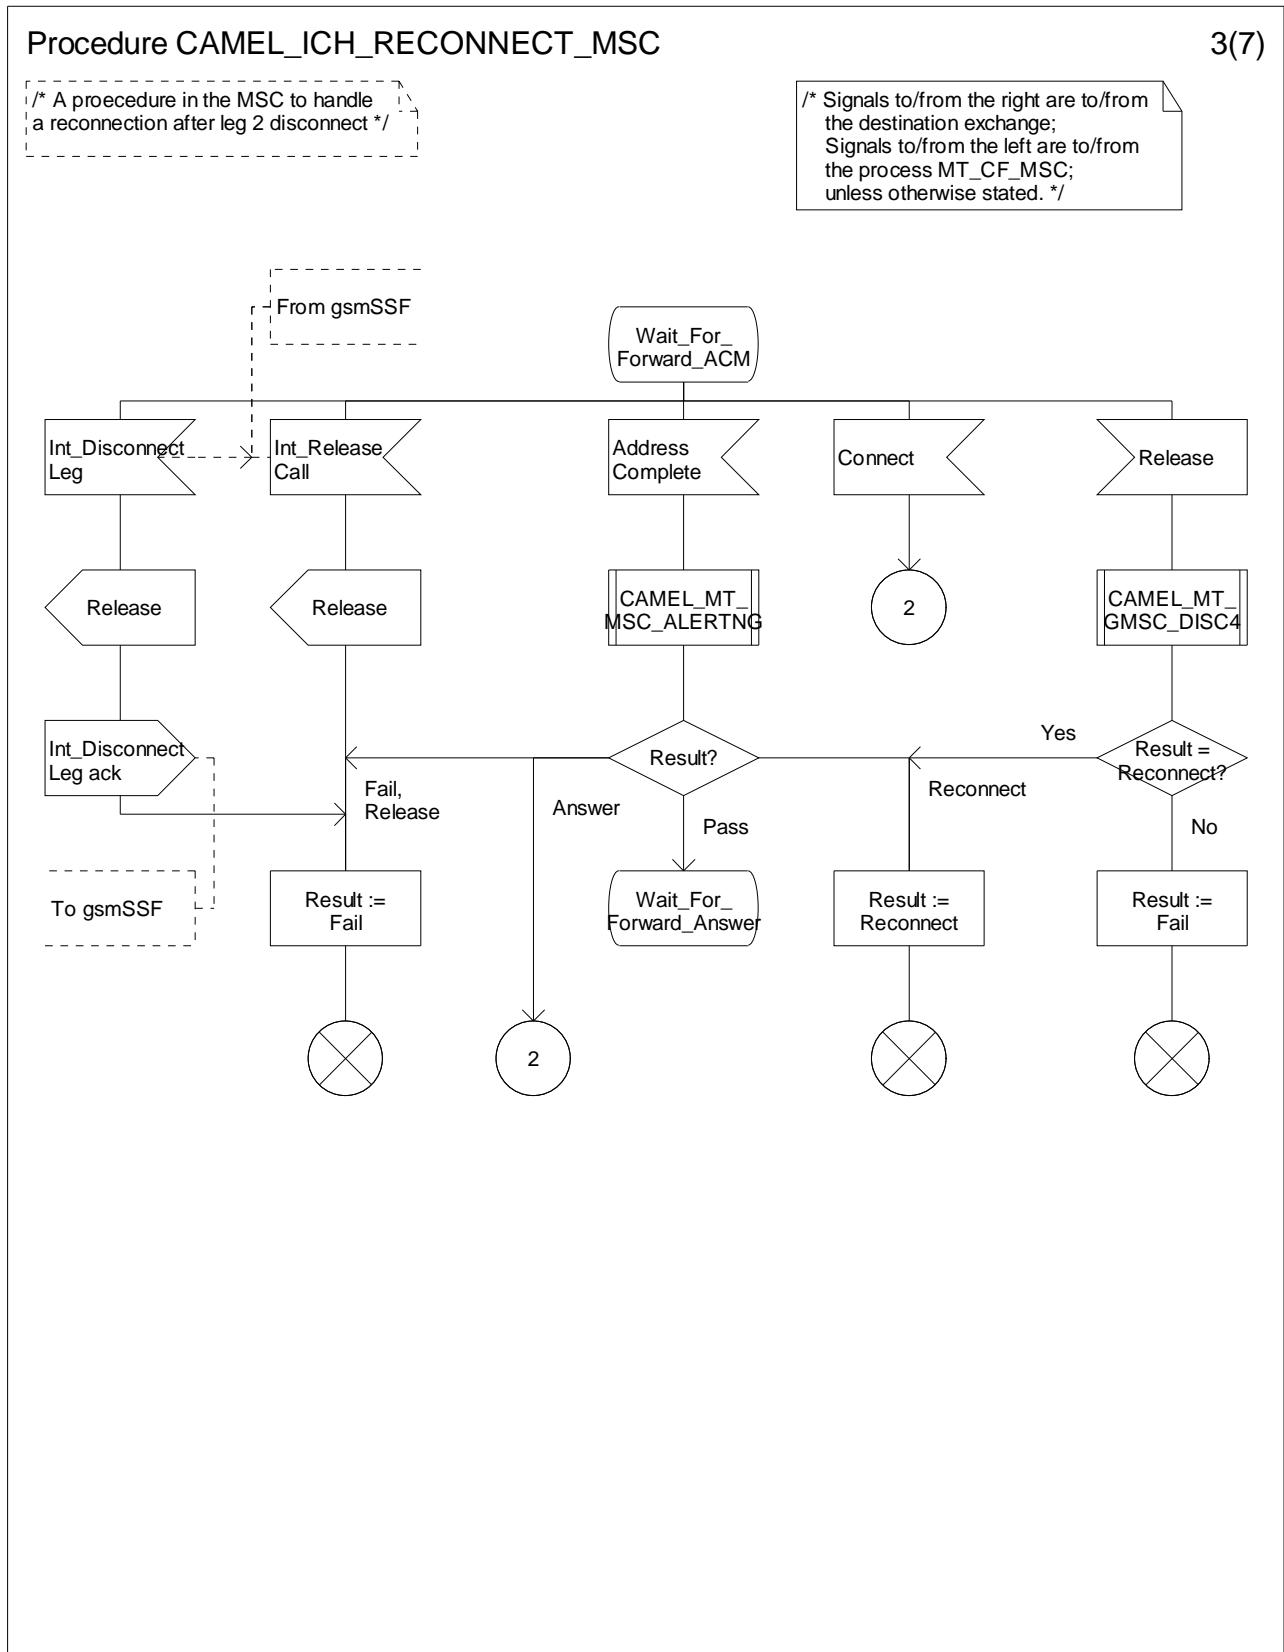 Procedure CAMEL_ICH_RECONNECT_MSC
3(7)
/* A proecedure in the MSC to handle
a reconnection after leg 2 disconnect */
/* Signals to/from the right are to/from
the destination exchange;
Signals to/from the left are to/from
the process MT_CF_MSC;
unless otherwise stated. */
From gsmSSF
Wait_For_
Forward_ACM
Int_Disconnect
Leg
Int_Release
Call
Address
Complete
Connect
Release
Release
Release
CAMEL_MT_
MSC_ALERTNG
2
CAMEL_MT_
GMSC_DISC4
Int_Disconnect
Leg ack
Result?
Yes
Result =
Reconnect?
Fail,
Release
Answer
Reconnect
Pass
No
To gsmSSF
Result :=
Fail
Wait_For_
Forward_Answer
Result :=
Reconnect
Result :=
Fail
2